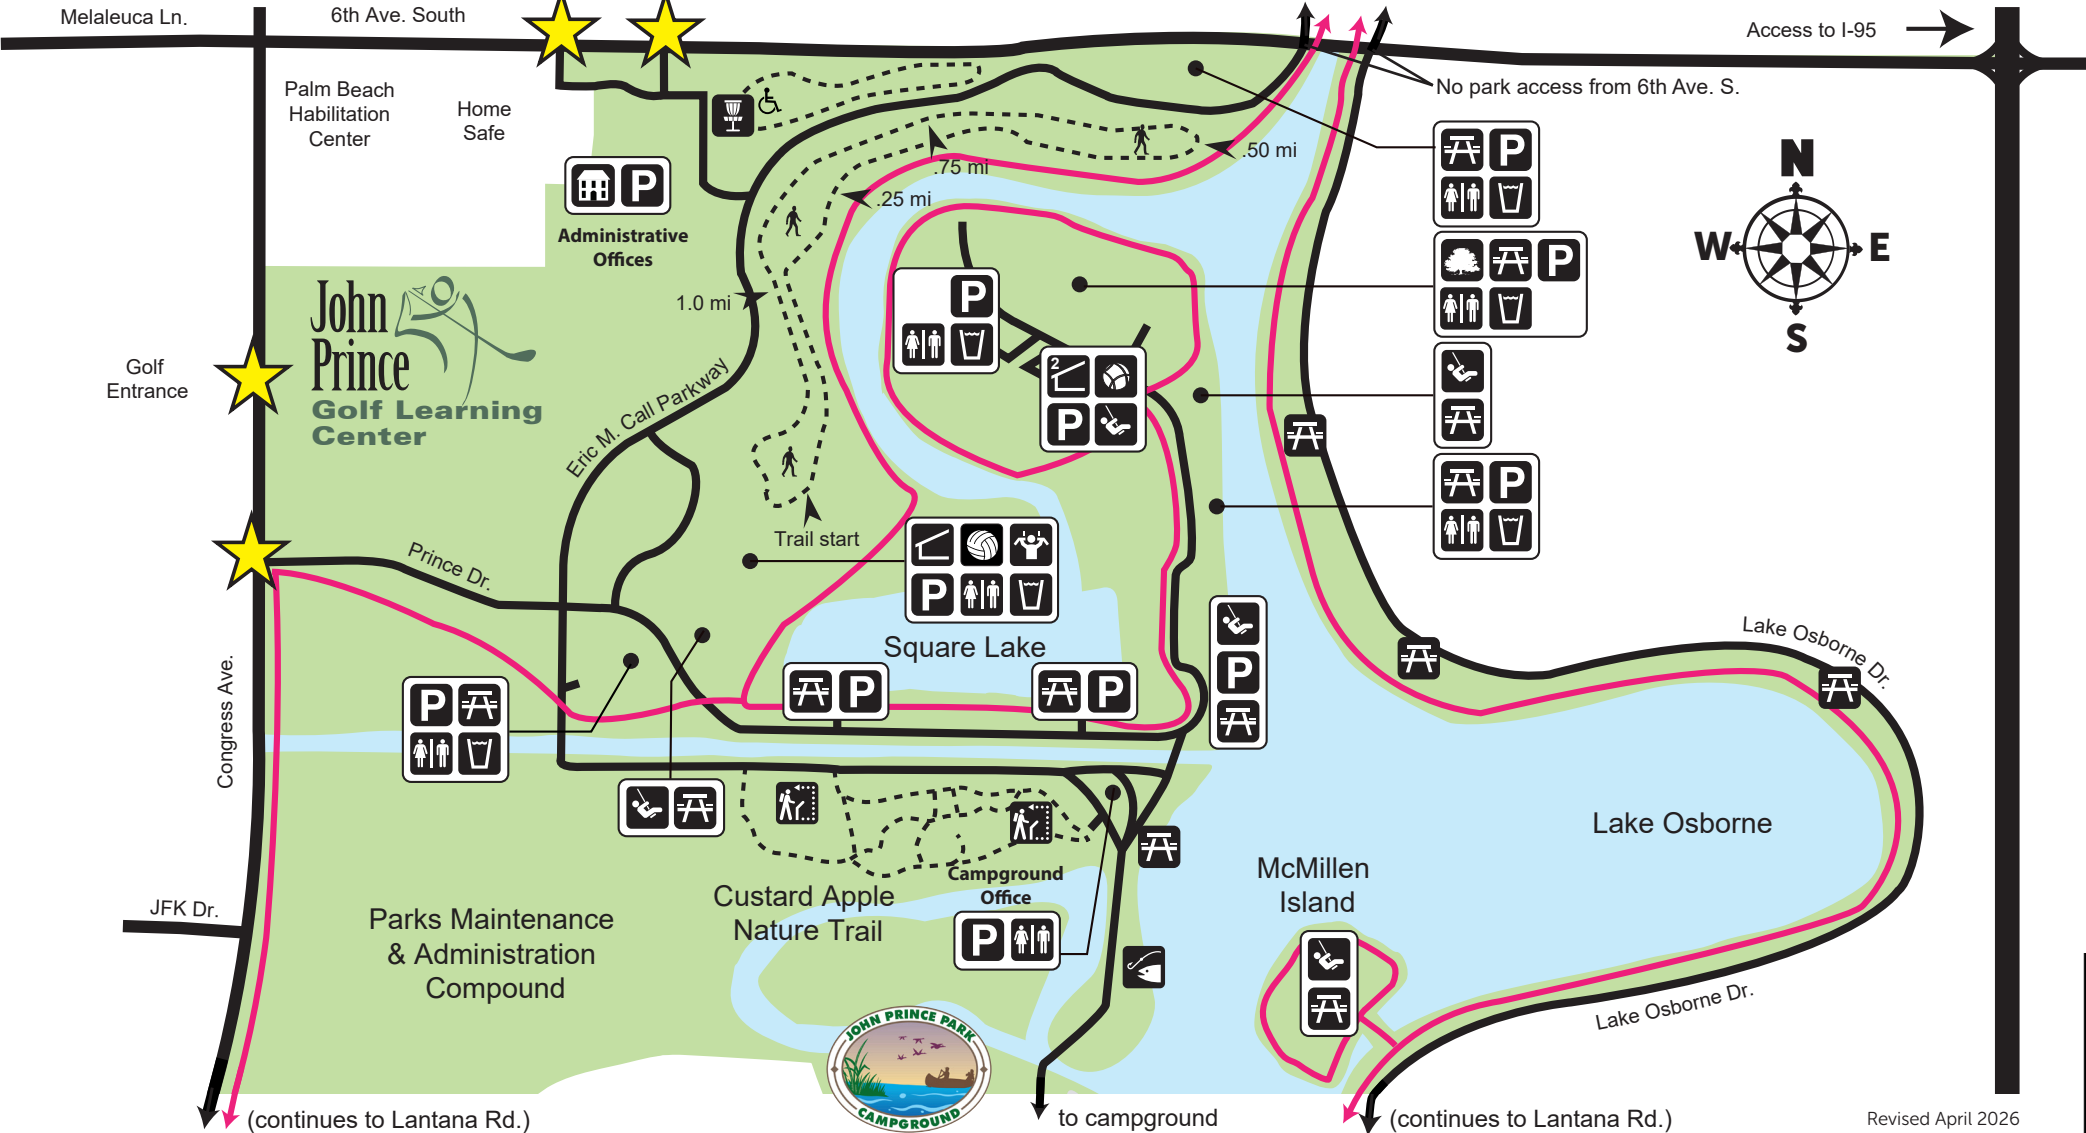 Melaleuca Ln.
6th Ave. South
Access to I-95
No park access from 6th Ave. S.
Palm Beach
Habilitation
Center
Home
Safe
.50 mi
.75 mi
.25 mi
1.0 mi
Administrative
Offices
P
P
P
P
N
W
E
S
John
Prince
Golf Learning
Center
Golf
Entrance
P
2
P
P
Eric M. Call Parkway
Trail start
Prince Dr.
P
Square Lake
P
P
P
P
Lake Osborne Dr.
Congress Ave.
Lake Osborne
McMillen
Island
Campground
Office
P
Custard Apple
Nature Trail
JFK Dr.
Parks Maintenance
& Administration
Compound
Lake Osborne Dr.
JOHN PRINCE PARK
CAMPGROUND
(continues to Lantana Rd.)
to campground
(continues to Lantana Rd.)
Revised April 2026